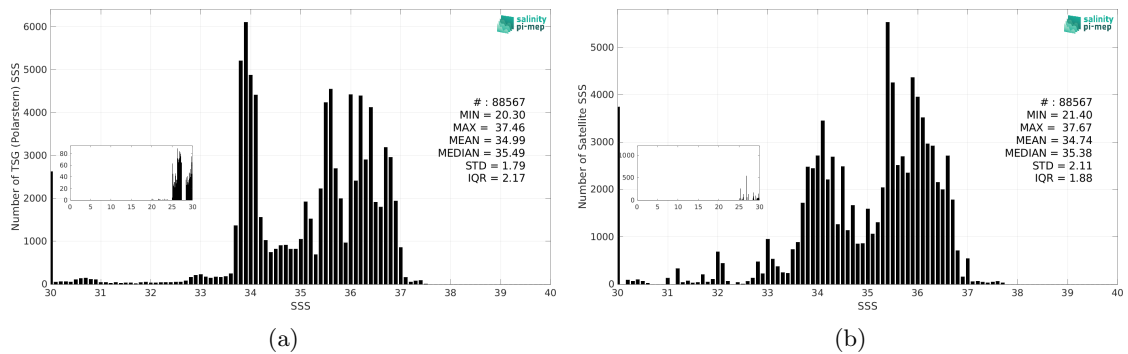 salinity
pi-mep
Number of TSG (Polarstern) SSS
6000
5000
4000
3000
2000
1000
0
30 31 32 33 34 35 36 37 38 39 40
SSS
# : 88567
MIN = 20.30
MAX = 37.46
MEAN = 34.99
MEDIAN = 35.49
STD = 1.79
IQR = 2.17
80
60
40
20
0
0 5 10 15 20 25 30
(a)
salinity
pi-mep
Number of Satellite SSS
5000
4000
3000
2000
1000
0
30 31 32 33 34 35 36 37 38 39 40
SSS
# : 88567
MIN = 21.40
MAX = 37.67
MEAN = 34.74
MEDIAN = 35.38
STD = 2.11
IQR = 1.88
1000
500
0
0 5 10 15 20 25 30
(b)